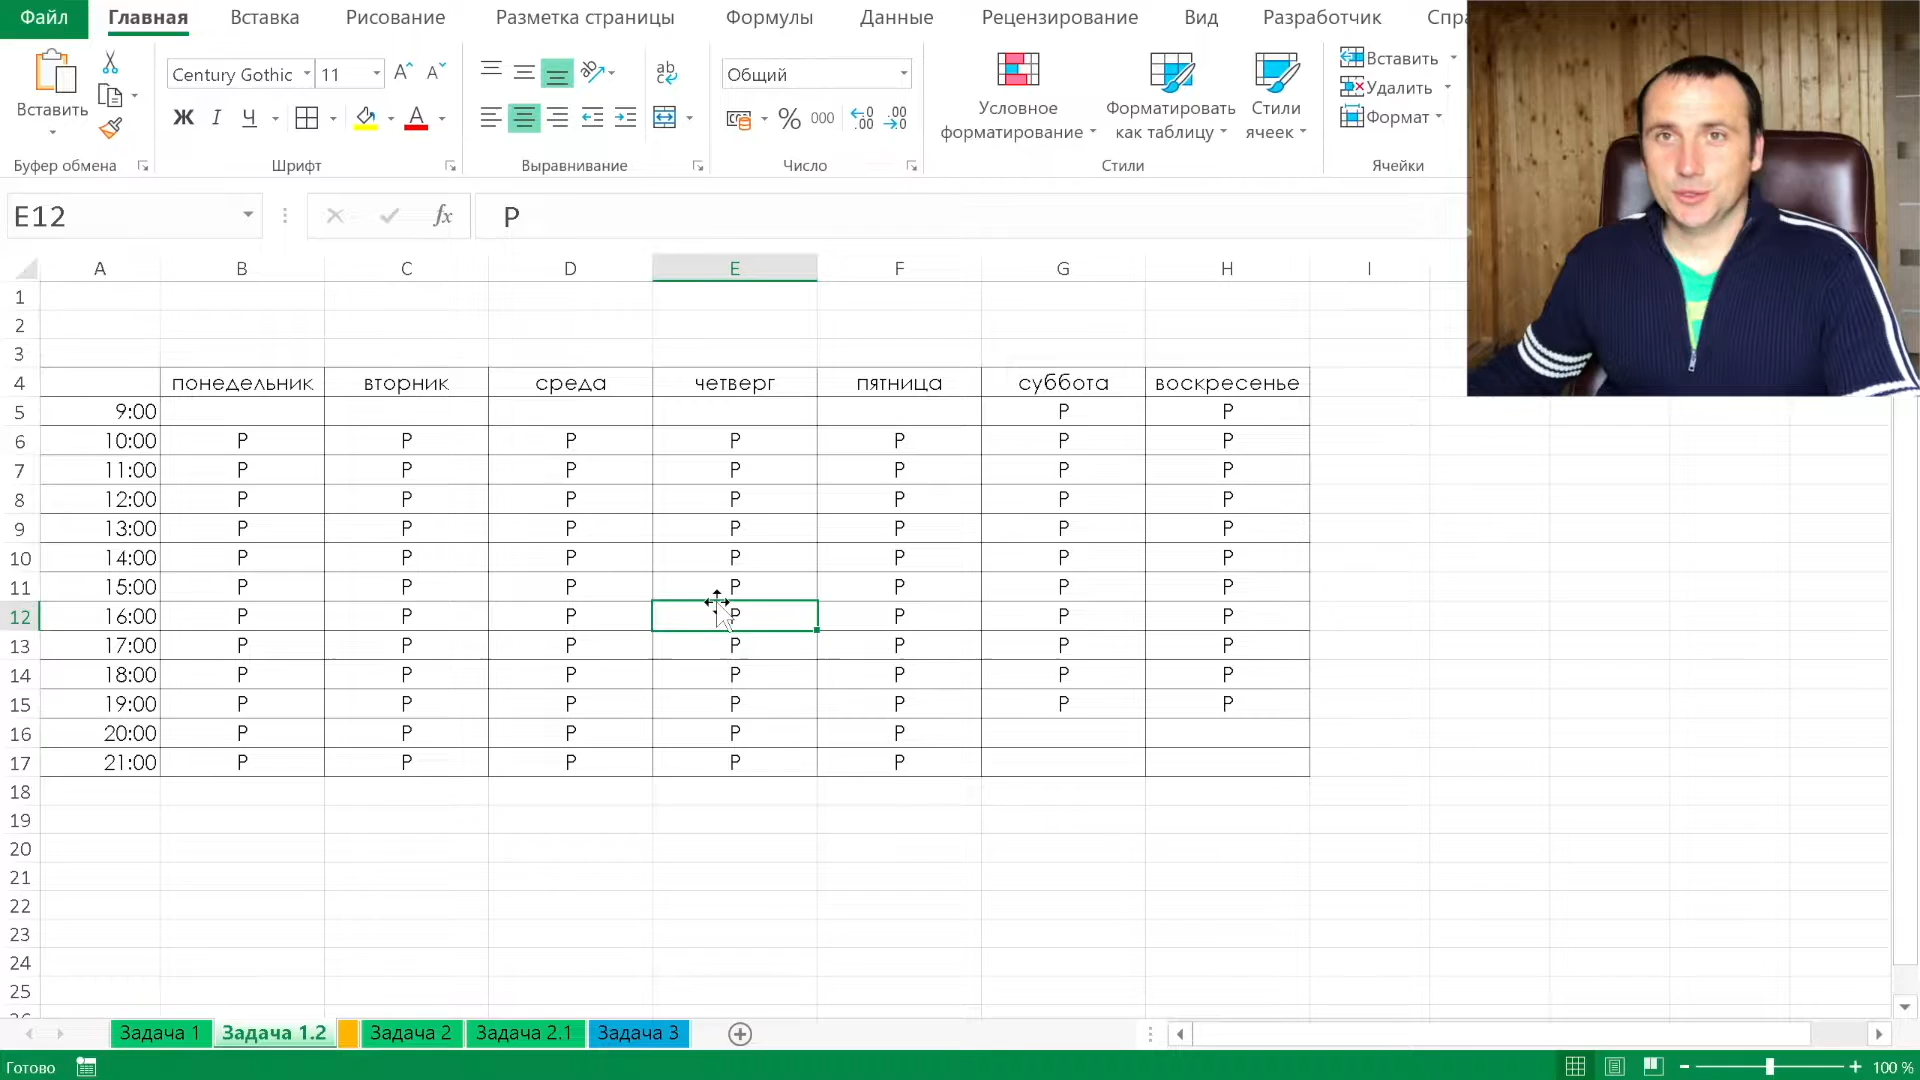 Файл Главная Вставка Рисование Разметка страницы Формулы Данные Рецензирование Вид Разработчик Спра
Вставить
Буфер обмена
Century Gothic 11
Ж К Ч
Шрифт
Выравнивание
Общий
% 000
Число
Условное форматирование
Форматировать как таблицу
Стили ячеек
Стили
Вставить
Удалить
Формат
Ячейки
E12 fx Р
A B C D E F G H I
1
2
3
4 понедельник вторник среда четверг пятница суббота воскресенье
5 9:00 Р Р
6 10:00 Р Р Р Р Р Р Р
7 11:00 Р Р Р Р Р Р Р
8 12:00 Р Р Р Р Р Р Р
9 13:00 Р Р Р Р Р Р Р
10 14:00 Р Р Р Р Р Р Р
11 15:00 Р Р Р Р Р Р Р
12 16:00 Р Р Р Р Р Р Р
13 17:00 Р Р Р Р Р Р Р
14 18:00 Р Р Р Р Р Р Р
15 19:00 Р Р Р Р Р Р Р
16 20:00 Р Р Р Р Р
17 21:00 Р Р Р Р Р
18
19
20
21
22
23
24
25
Задача 1 Задача 1.2 Задача 2 Задача 2.1 Задача 3
Готово 100 %